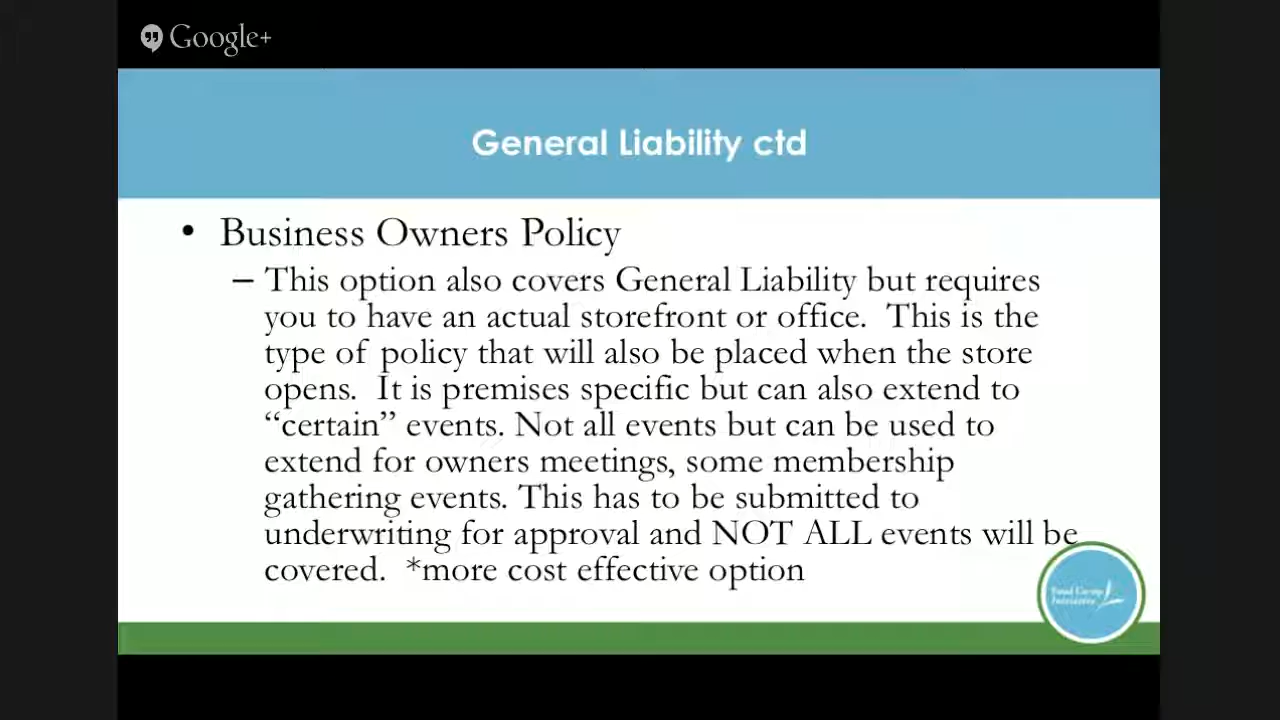 Google+
General Liability ctd
• Business Owners Policy
– This option also covers General Liability but requires
you to have an actual storefront or office.  This is the
type of policy that will also be placed when the store
opens.  It is premises specific but can also extend to
“certain” events. Not all events but can be used to
extend for owners meetings, some membership
gathering events. This has to be submitted to
underwriting for approval and NOT ALL events will be
covered.  *more cost effective option
Food Co-op
Initiative